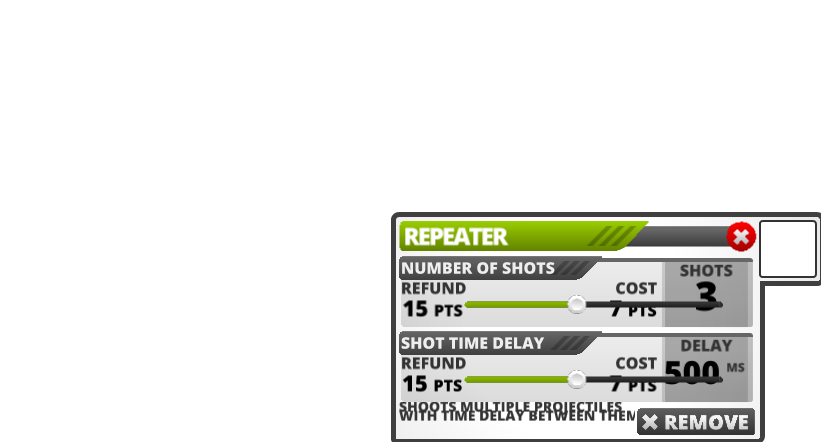 REPEATER
NUMBER OF SHOTS
SHOTS
REFUND
COST
3
15 PTS
7 PTS
SHOT TIME DELAY
DELAY
REFUND
COST
500 MS
15 PTS
7 PTS
SHOOTS MULTIPLE PROJECTILES
WITH TIME DELAY BETWEEN THEM
REMOVE